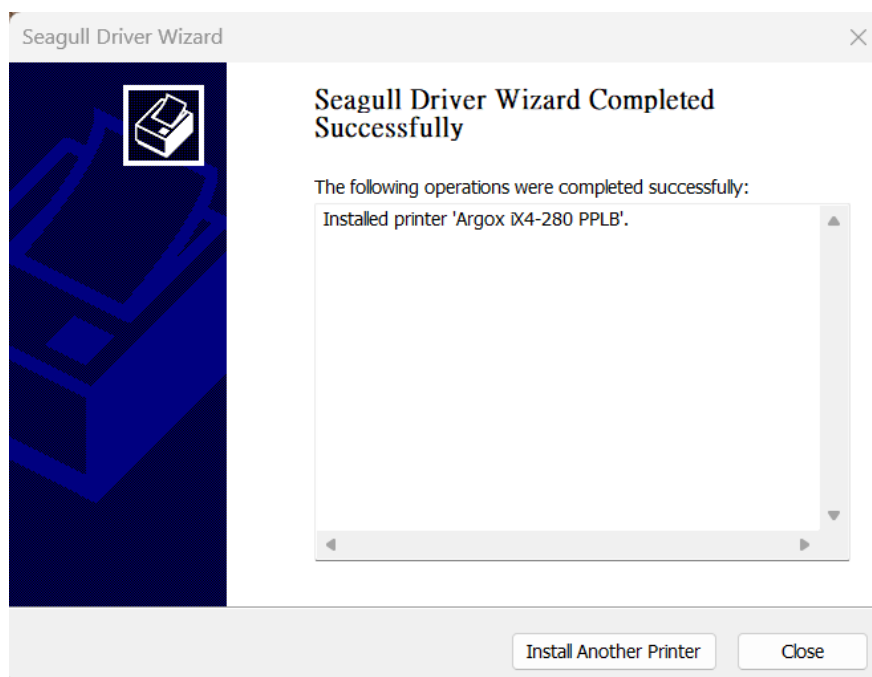 Seagull Driver Wizard
Seagull Driver Wizard Completed
Successfully
The following operations were completed successfully:
Installed printer 'Argox iX4-280 PPLB'.
Install Another Printer
Close